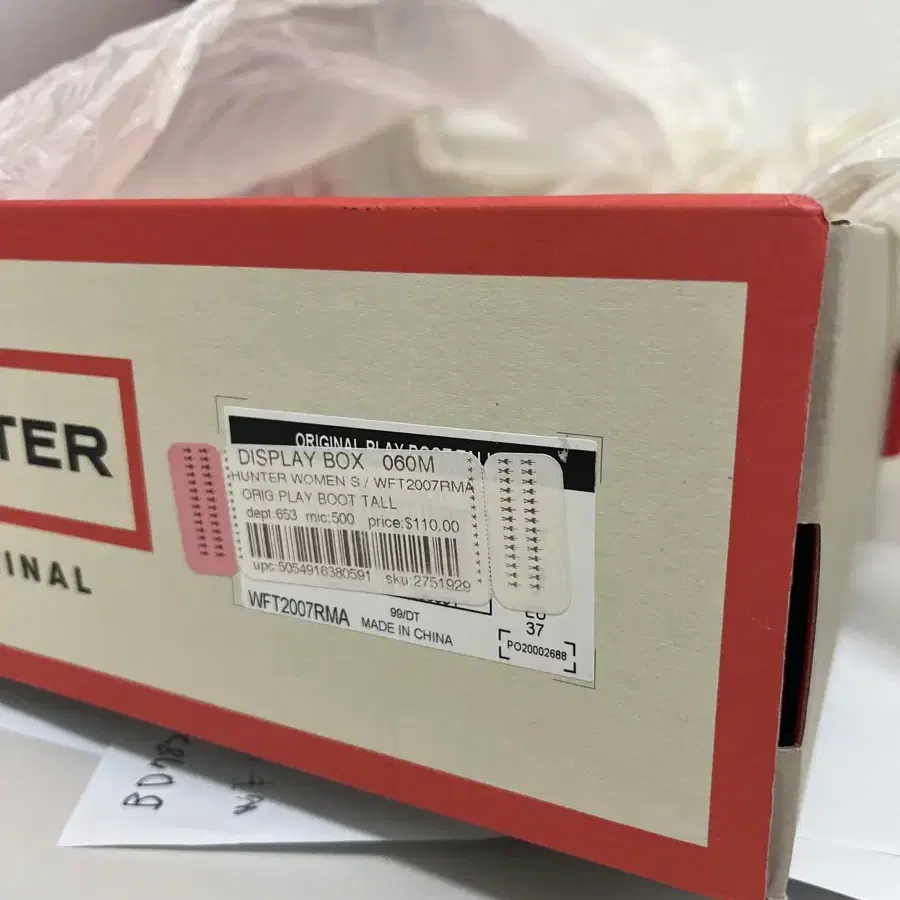 TER
INAL
ORIGINAL PLAY BOOT TALL
DISPLAY BOX 060M
HUNTER WOMEN'S / WFT2007RMA
ORIG PLAY BOOT TALL
dept:653 mic:500 price:$110.00
upc:5054916380591 sku:2751929
EU
37
WFT2007RMA 99/DT
MADE IN CHINA
PO20002688
BD785